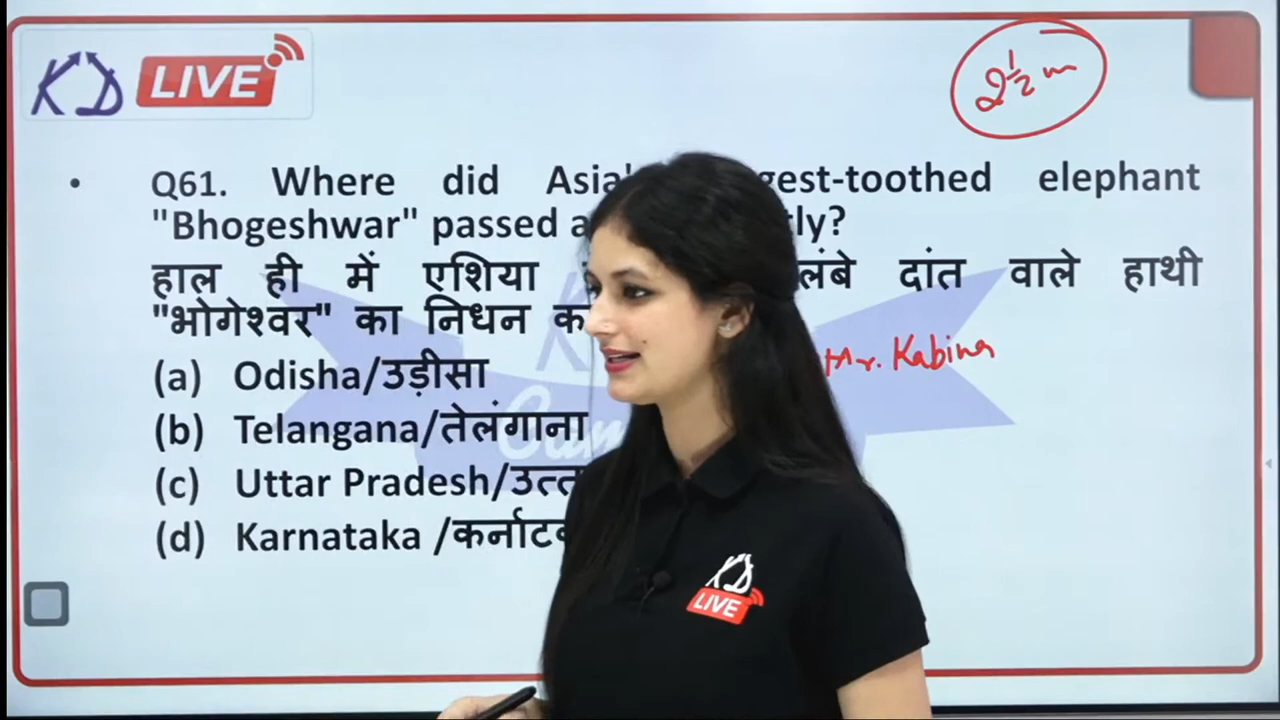 KD LIVE
2½ m
• Q61. Where did Asia's gest-toothed elephant
"Bhogeshwar" passed a tly?
हाल ही में एशिया लंबे दांत वाले हाथी
"भोगेश्वर" का निधन क
Mr. Kabina
(a) Odisha/उड़ीसा
(b) Telangana/तेलंगाना
(c) Uttar Pradesh/उत्त
(d) Karnataka /कर्नाटक
KD
LIVE